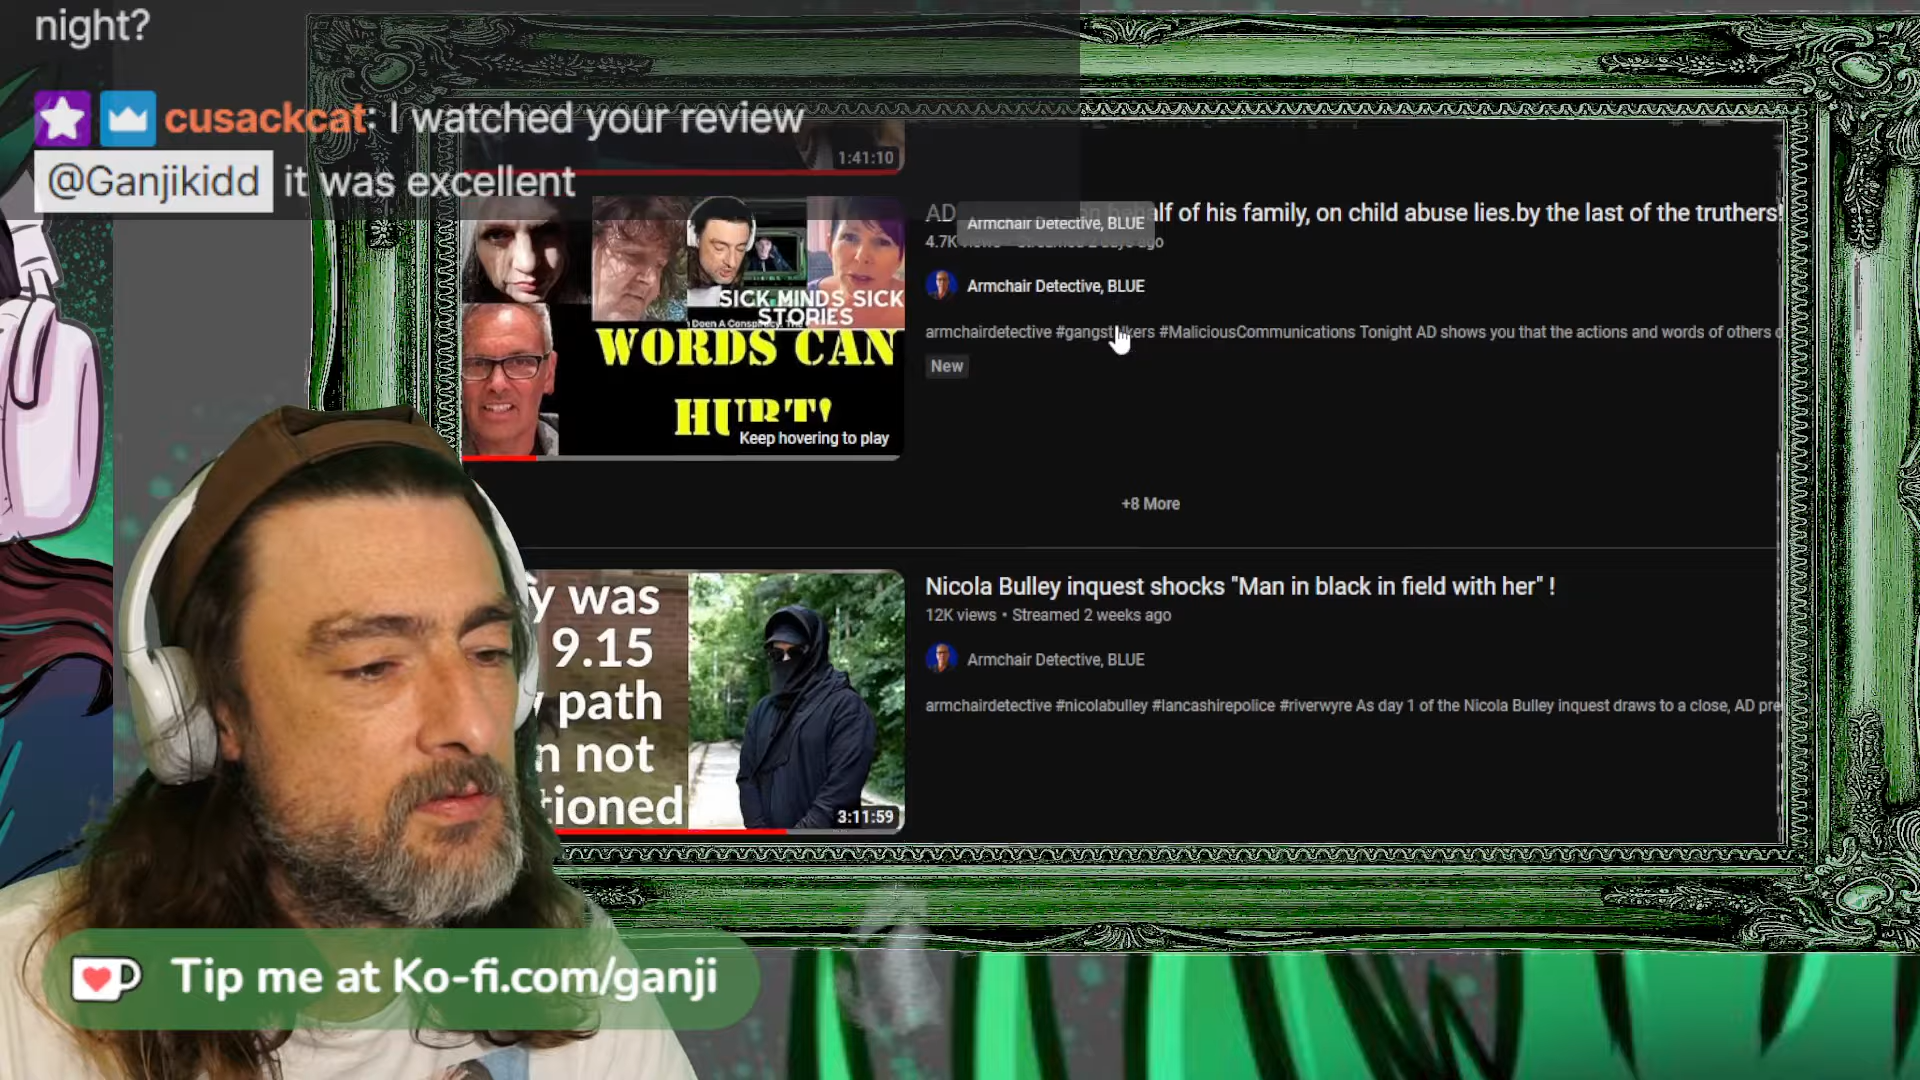 night?
cusackcat: I watched your review
@Ganjikidd it was excellent
1:41:10
AD
alf of his family, on child abuse lies.by the last of the truthers!
Armchair Detective, BLUE
4.7K
ago
Armchair Detective, BLUE
armchairdetective #gangst kers #MaliciousCommunications Tonight AD shows you that the actions and words of others
New
SICK MINDS SICK
STORIES
WORDS CAN
HURT!
Keep hovering to play
+8 More
Nicola Bulley inquest shocks "Man in black in field with her" !
12K views • Streamed 2 weeks ago
Armchair Detective, BLUE
armchairdetective #nicolabulley #lancashirepolice #riverwyre As day 1 of the Nicola Bulley inquest draws to a close, AD pre
y was
9.15
path
n not
tioned
3:11:59
Tip me at Ko-fi.com/ganji